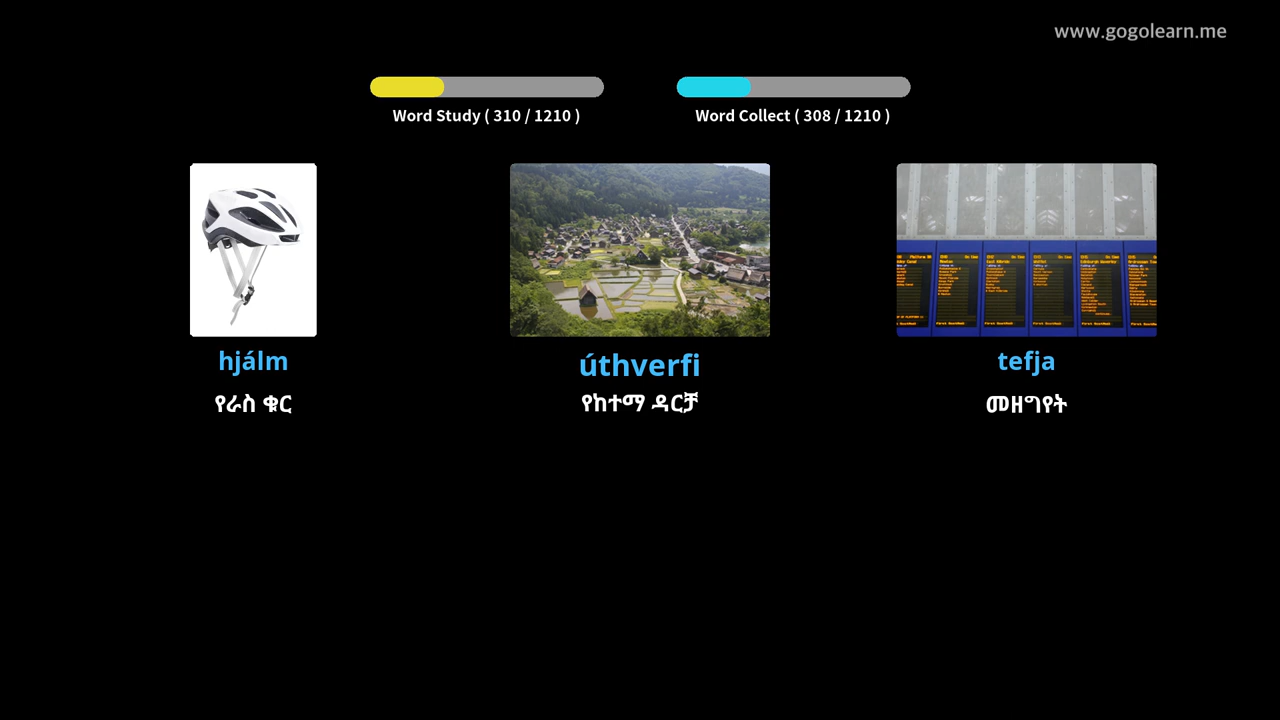 www.gogolearn.me
Word Study ( 310 / 1210 )
Word Collect ( 308 / 1210 )
hjálm
úthverfi
tefja
የራስ ቁር
የከተማ ዳርቻ
መዘግየት